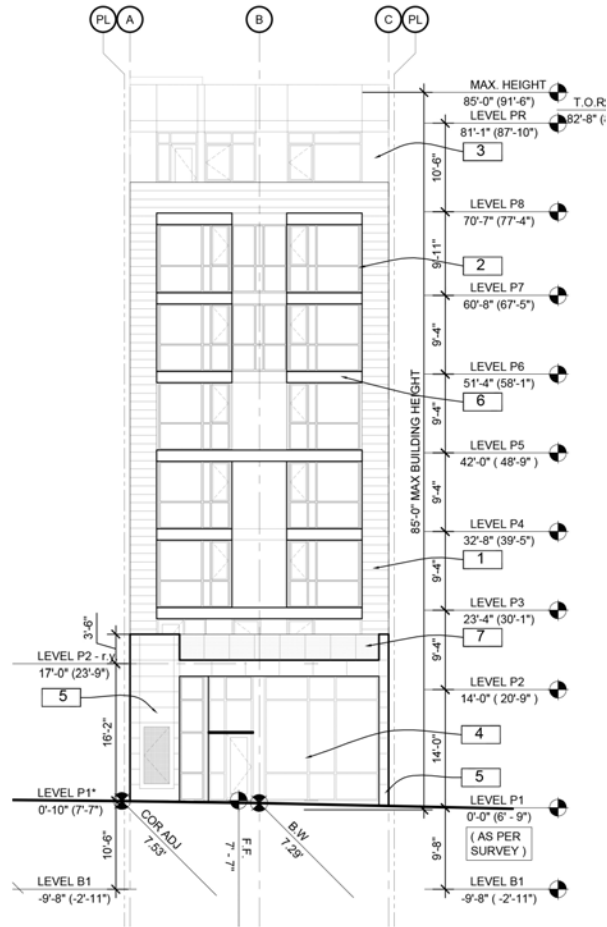 PL A B C PL
MAX. HEIGHT
85'-0" (91'-6")
T.O.R
82'-8" (
LEVEL PR
81'-1" (87'-10")
3
10'-6"
LEVEL P8
70'-7" (77'-4")
9'-11"
2
LEVEL P7
60'-8" (67'-5")
9'-4"
LEVEL P6
51'-4" (58'-1")
6
9'-4"
85'-0" MAX BUILDING HEIGHT
LEVEL P5
42'-0" ( 48'-9" )
9'-4"
LEVEL P4
32'-8" (39'-5")
1
9'-4"
LEVEL P3
23'-4" (30'-1")
3'-6"
7
9'-4"
LEVEL P2 - r.y
17'-0" (23'-9")
LEVEL P2
14'-0" ( 20'-9" )
5
4
16'-2"
14'-0"
5
LEVEL P1*
0'-10" (7'-7")
LEVEL P1
0'-0" (6' - 9")
( AS PER
SURVEY )
COR ADJ
7.53'
F.F.
7' - 7"
B.W
7.29'
10'-6"
9'-8"
LEVEL B1
-9'-8" (-2'-11")
LEVEL B1
-9'-8" ( -2'-11")